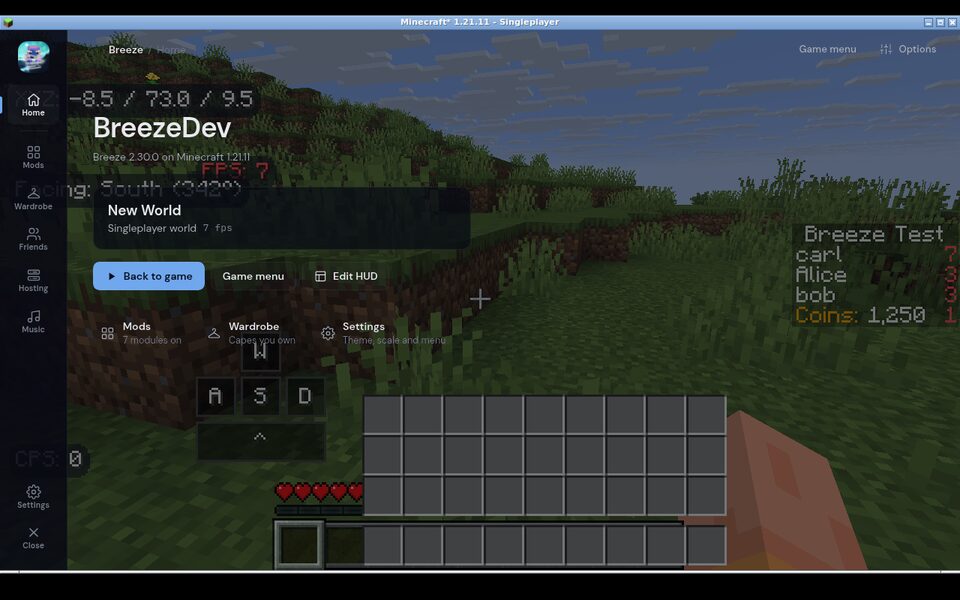 Minecraft* 1.21.11 - Singleplayer
Breeze / Home
Game menu
Options
-8.5 / 73.0 / 9.5
Home
BreezeDev
Breeze 2.30.0 on Minecraft 1.21.11
FPS: 7
Mods
Facing: South (342°)
Wardrobe
New World
Singleplayer world 7 fps
Friends
Breeze Test
carl 7
Alice 3
bob 3
Coins: 1,250 1
Hosting
Back to game
Game menu
Edit HUD
Music
Mods
7 modules on
Wardrobe
Capes you own
Settings
Theme, scale and menu
W
A S D
^
CPS: 0
Settings
Close